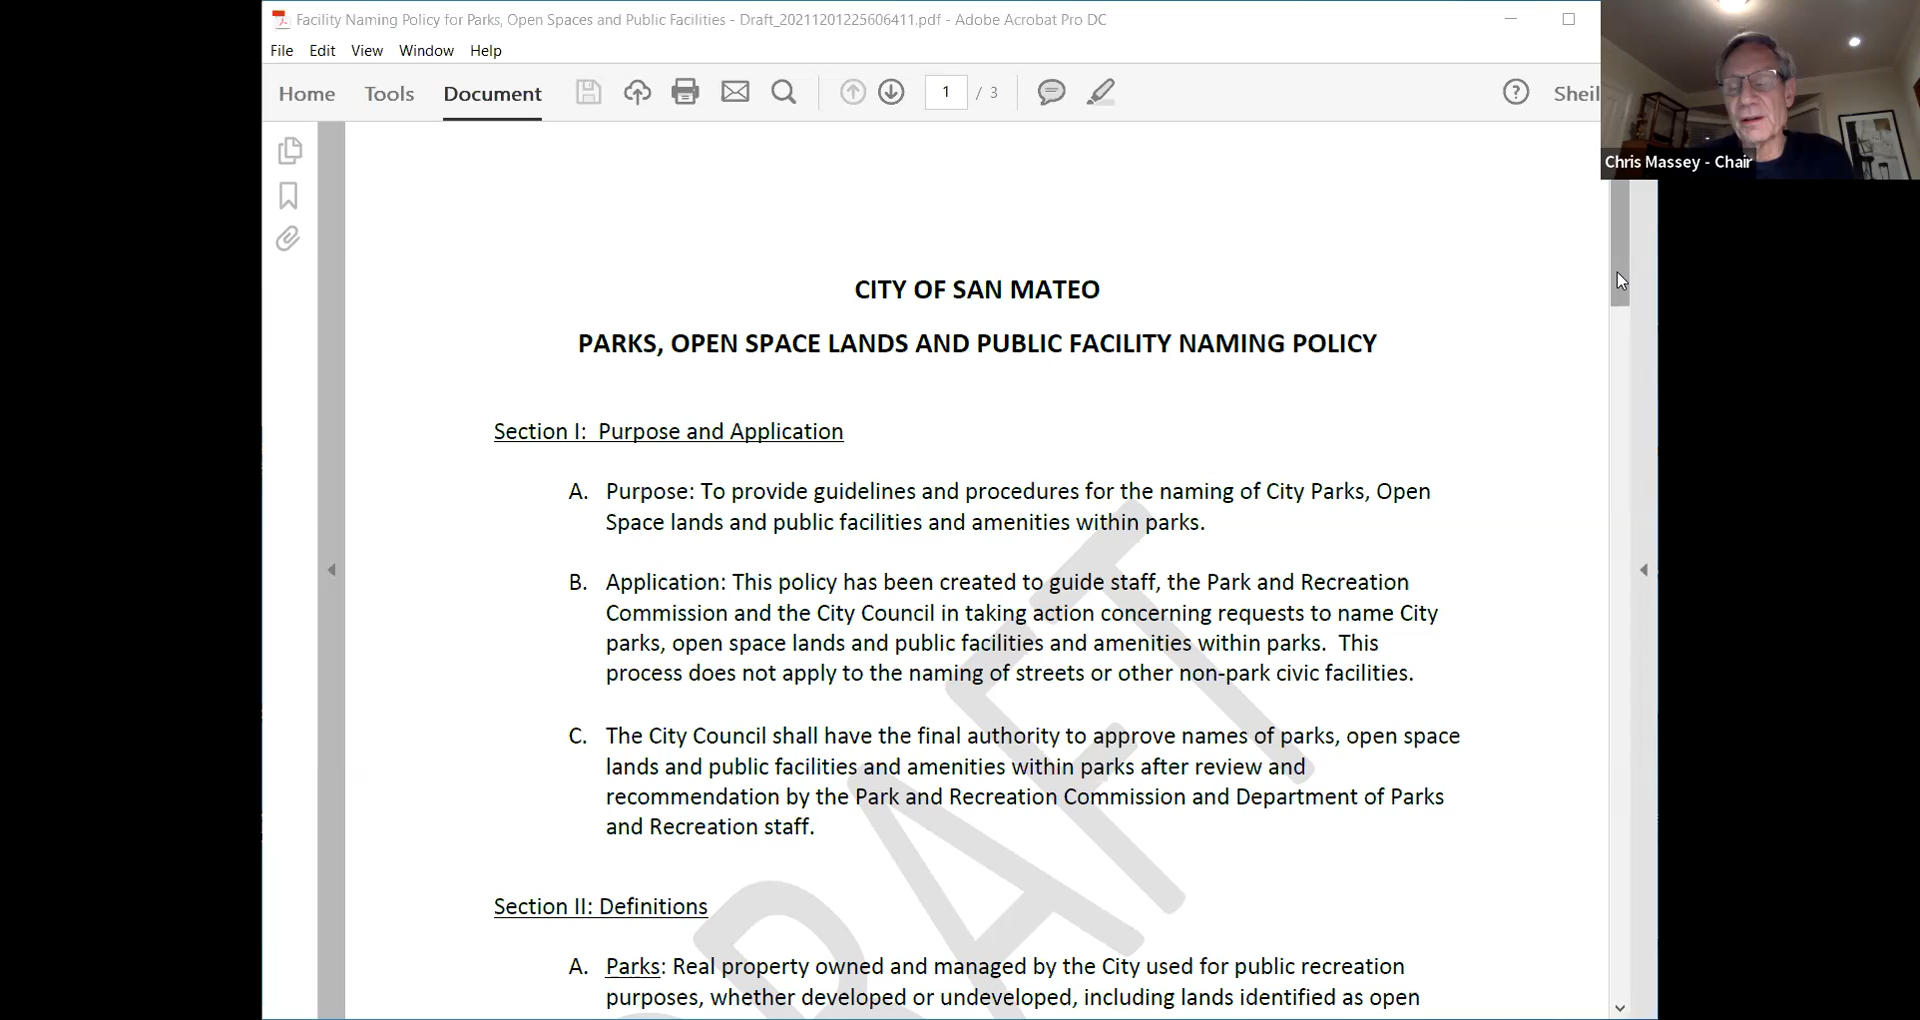 Facility Naming Policy for Parks, Open Spaces and Public Facilities - Draft_20211201225606411.pdf - Adobe Acrobat Pro DC
File Edit View Window Help
Home Tools Document 1 / 3 Sheil
Chris Massey - Chair
CITY OF SAN MATEO
PARKS, OPEN SPACE LANDS AND PUBLIC FACILITY NAMING POLICY
Section I: Purpose and Application
A. Purpose: To provide guidelines and procedures for the naming of City Parks, Open
Space lands and public facilities and amenities within parks.
B. Application: This policy has been created to guide staff, the Park and Recreation
Commission and the City Council in taking action concerning requests to name City
parks, open space lands and public facilities and amenities within parks. This
process does not apply to the naming of streets or other non-park civic facilities.
C. The City Council shall have the final authority to approve names of parks, open space
lands and public facilities and amenities within parks after review and
recommendation by the Park and Recreation Commission and Department of Parks
and Recreation staff.
Section II: Definitions
A. Parks: Real property owned and managed by the City used for public recreation
purposes, whether developed or undeveloped, including lands identified as open
DRAFT